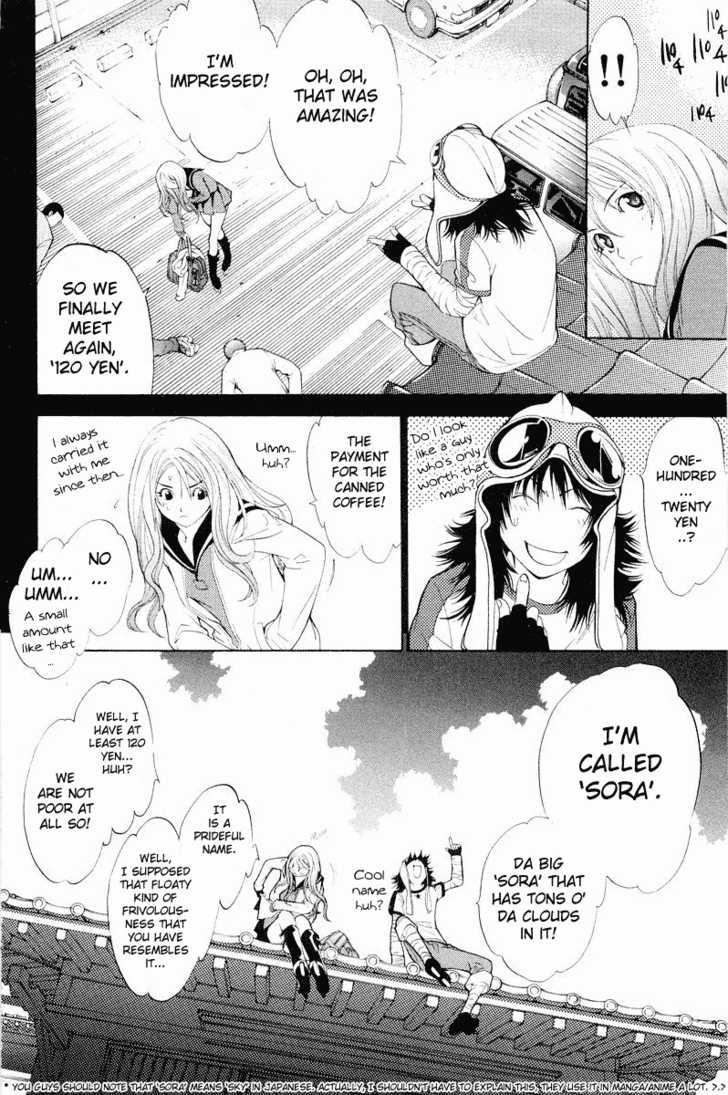 !!
OH, OH,
THAT WAS
AMAZING!
I'M
IMPRESSED!
SO WE
FINALLY
MEET
AGAIN,
'120 YEN'.
ONE-
HUNDRED
...
TWENTY
YEN
..?
Do I look
like a guy
who's only
worth that
much?
THE
PAYMENT
FOR THE
CANNED
COFFEE!
Umm...
huh?
I always
carried it
with me
since then...
NO
...
UM...
UMM...
A small
amount
like that
...
I'M
CALLED
'SORA'.
DA BIG
'SORA' THAT
HAS TONS O'
DA CLOUDS
IN IT!
Cool
name
huh?
IT
IS A
PRIDEFUL
NAME.
WELL,
I SUPPOSED
THAT FLOATY
KIND OF
FRIVOLOUS-
NESS THAT
YOU HAVE
RESEMBLES
IT...
WELL, I
HAVE AT
LEAST 120
YEN...
HUH?
WE
ARE NOT
POOR AT
ALL SO!
* YOU GUYS SHOULD NOTE THAT 'SORA' MEANS 'SKY' IN JAPANESE. ACTUALLY, I SHOULDN'T HAVE TO EXPLAIN THIS, THEY USE IT IN MANGA/ANIME A LOT. >.>